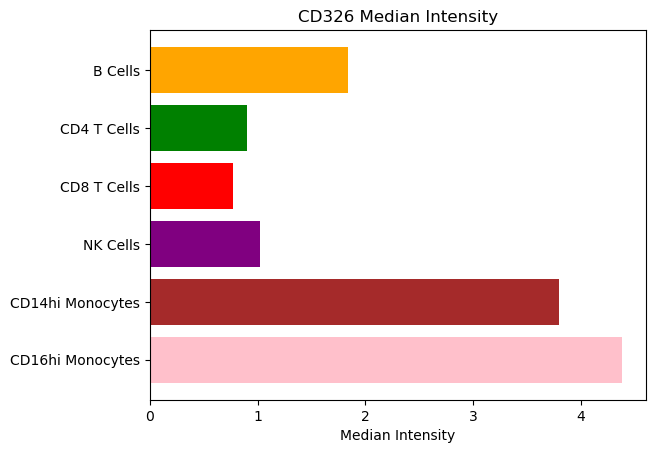 CD326 Median Intensity
B Cells
CD4 T Cells
CD8 T Cells
NK Cells
CD14hi Monocytes
CD16hi Monocytes
0 1 2 3 4
Median Intensity